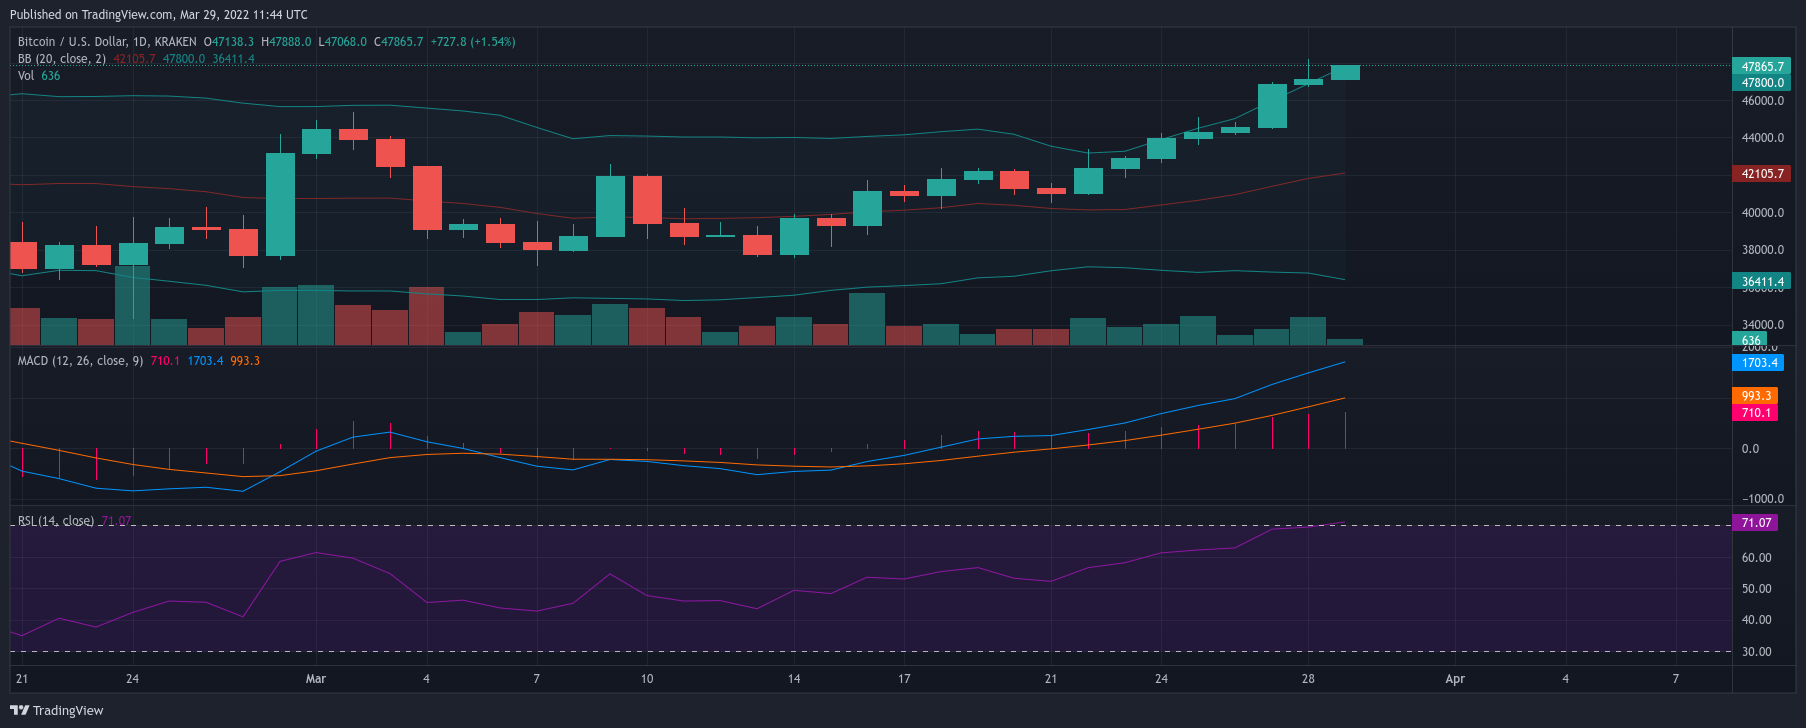 Published on TradingView.com, Mar 29, 2022 11:44 UTC
Bitcoin / U.S. Dollar, 1D, KRAKEN O47138.3 H47888.0 L47068.0 C47865.7 +727.8 (+1.54%)
BB (20, close, 2) 42105.7 47800.0 36411.4
Vol 636
47865.7
47800.0
46000.0
44000.0
42105.7
40000.0
38000.0
36411.4
36000.0
34000.0
636
2000.0
MACD (12, 26, close, 9) 710.1 1703.4 993.3
1703.4
993.3
710.1
0.0
−1000.0
RSI (14, close) 71.07
71.07
60.00
50.00
40.00
30.00
21 24 Mar 4 7 10 14 17 21 24 28 Apr 4 7
TradingView